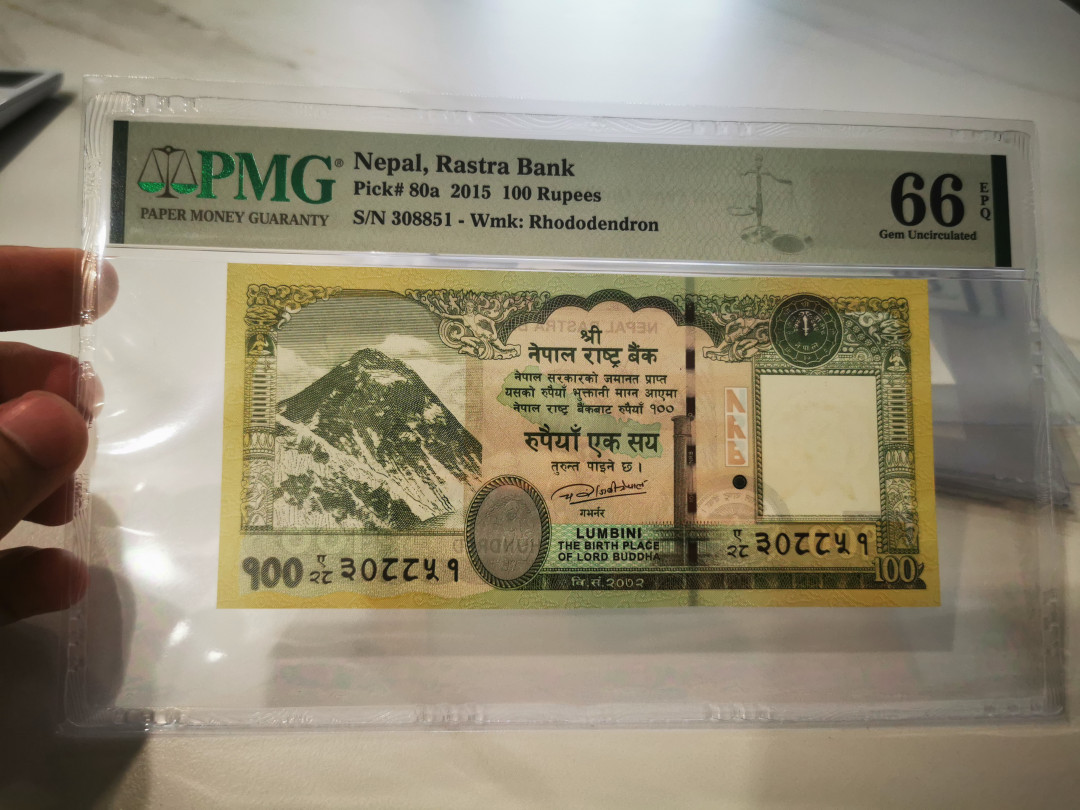 PMG®
PAPER MONEY GUARANTY
Nepal, Rastra Bank
Pick# 80a 2015 100 Rupees
S/N 308851 - Wmk: Rhododendron
66 EPQ
Gem Uncirculated
श्री
नेपाल राष्ट्र बैंक
नेपाल सरकारको जमानत प्राप्त
यसको रुपैयाँ भुक्तानी माग्न आएमा
नेपाल राष्ट्र बैंकबाट रुपैयाँ १००
रुपैयाँ एक सय
तुरुन्त पाइने छ।
गभर्नर
LUMBINI
THE BIRTH PLACE
OF LORD BUDDHA
वि.सं.२०७२
१०० ए/२८ ३०८८५१
ए/२८ ३०८८५१
100